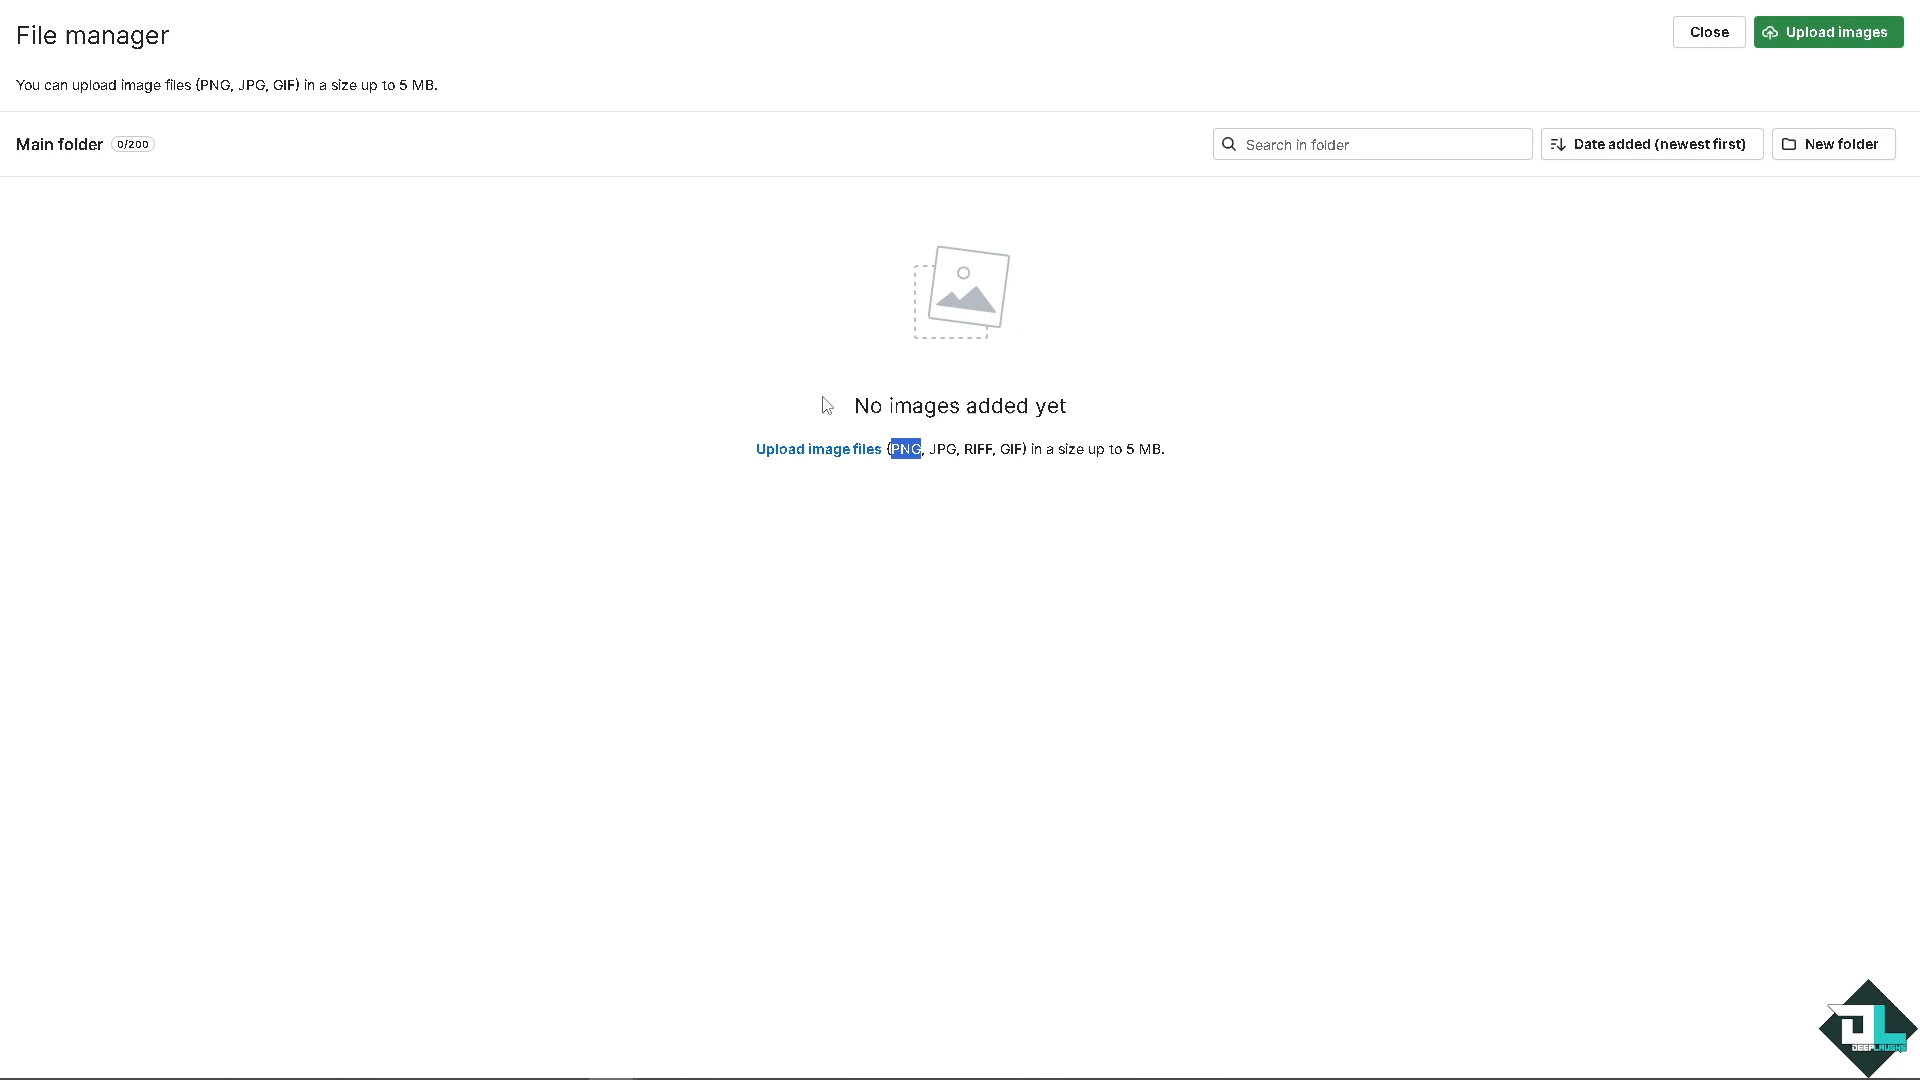 File manager
Close
Upload images
You can upload image files (PNG, JPG, GIF) in a size up to 5 MB.
Main folder 0/200
Search in folder
Date added (newest first)
New folder
No images added yet
Upload image files (PNG, JPG, RIFF, GIF) in a size up to 5 MB.
DEEPLAUGHS